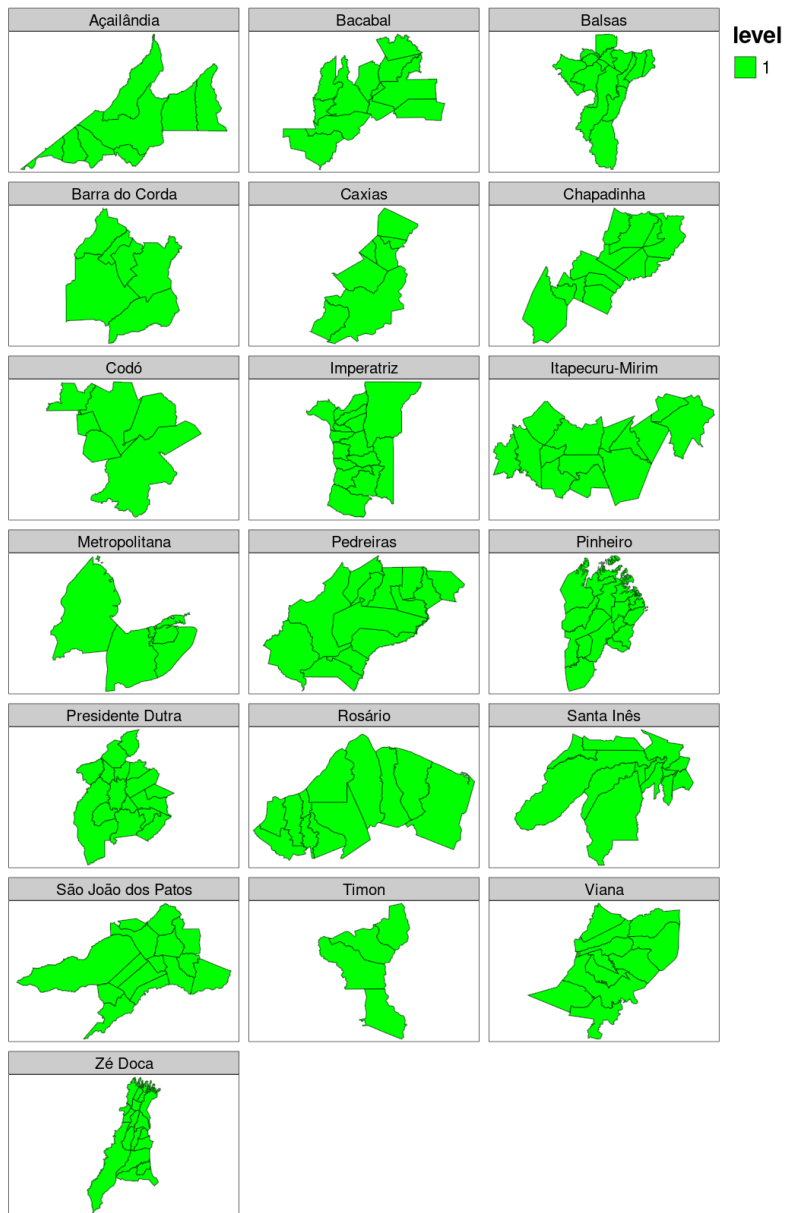 Açailândia
Bacabal
Balsas
level
1
Barra do Corda
Caxias
Chapadinha
Codó
Imperatriz
Itapecuru-Mirim
Metropolitana
Pedreiras
Pinheiro
Presidente Dutra
Rosário
Santa Inês
São João dos Patos
Timon
Viana
Zé Doca